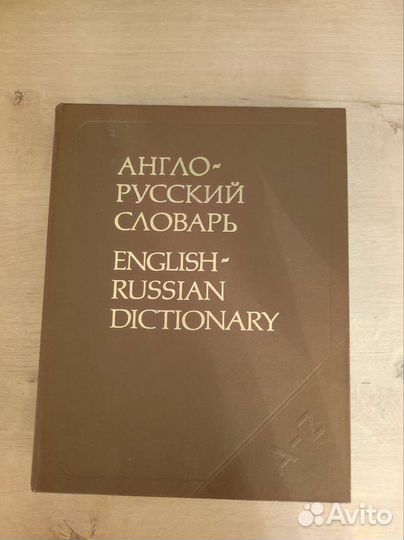 АНГЛО-
РУССКИЙ
СЛОВАРЬ
ENGLISH-
RUSSIAN
DICTIONARY
A-Z
Avito